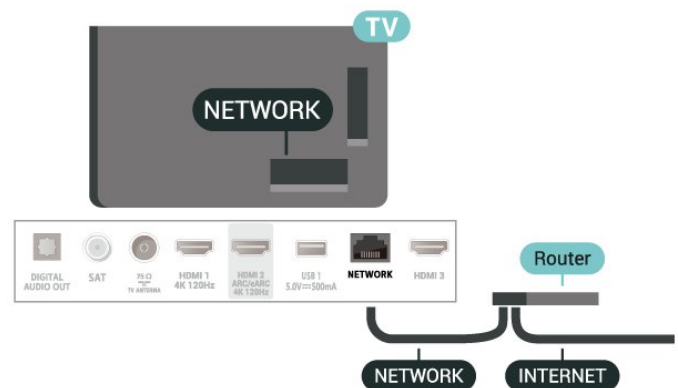 TV
NETWORK
DIGITAL
AUDIO OUT
SAT
75 Ω
TV ANTENNA
HDMI 1
4K 120Hz
HDMI 2
ARC/eARC
4K 120Hz
USB 1
5.0V⎓500mA
NETWORK
HDMI 3
Router
NETWORK
INTERNET